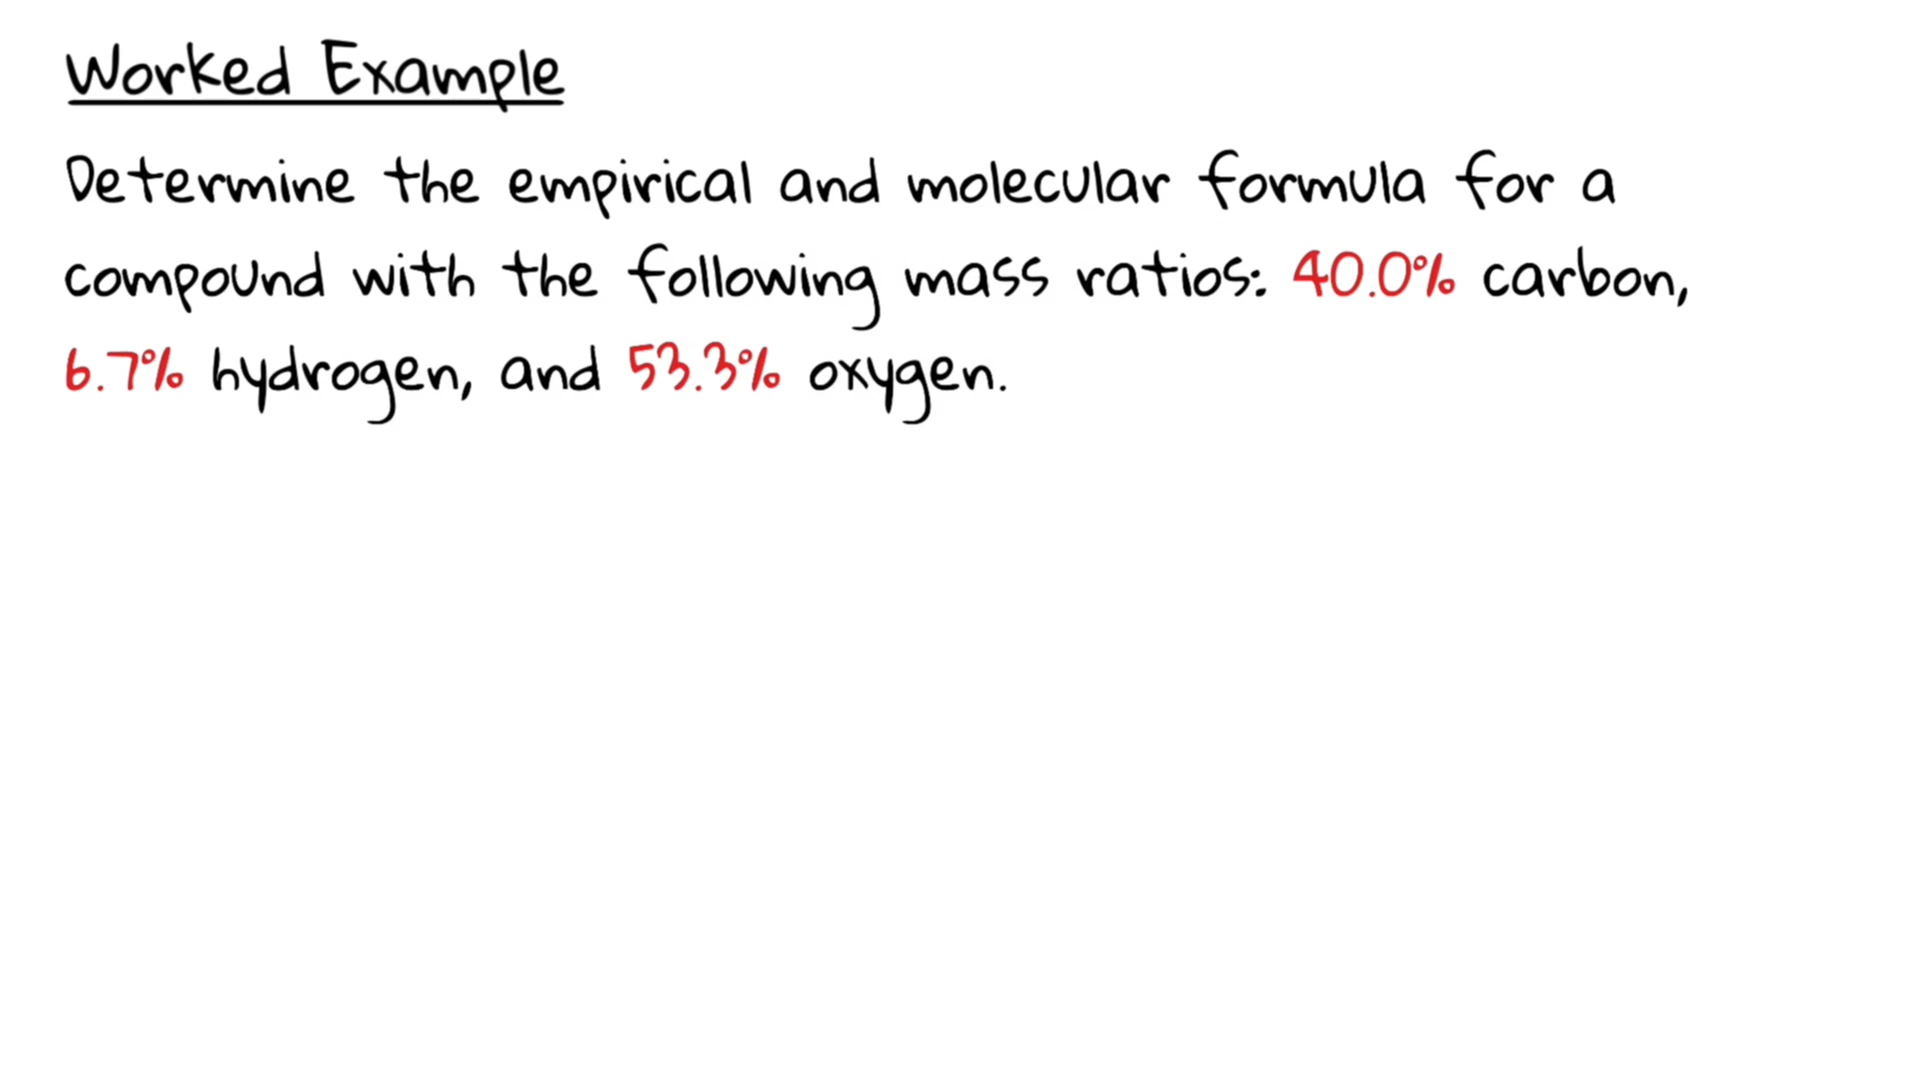 Worked Example
Determine the empirical and molecular formula for a
compound with the following mass ratios: 40.0% carbon,
6.7% hydrogen, and 53.3% oxygen.